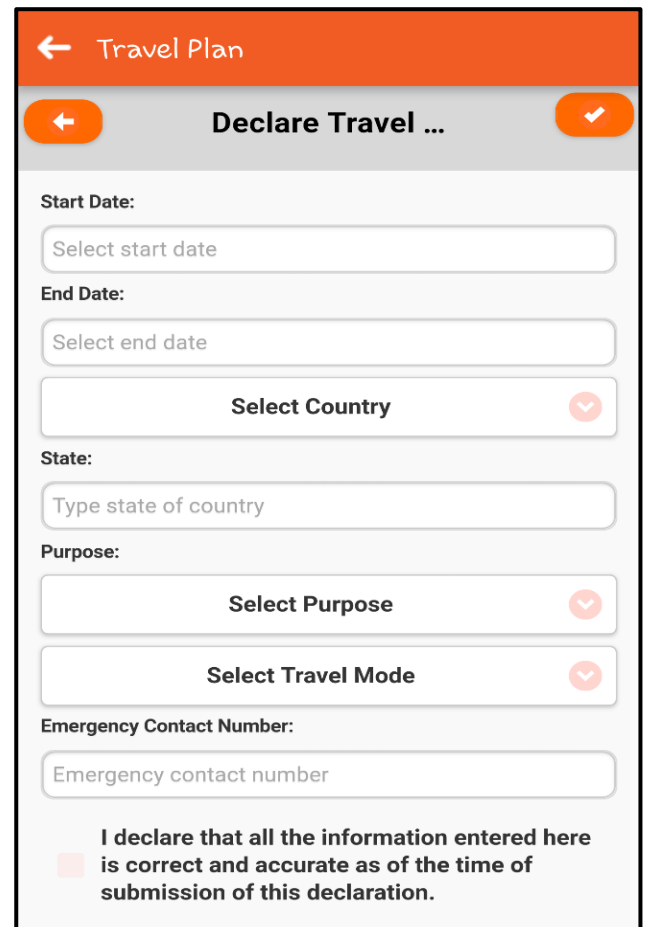 Travel Plan
Declare Travel ...
Start Date:
Select start date
End Date:
Select end date
Select Country
State:
Type state of country
Purpose:
Select Purpose
Select Travel Mode
Emergency Contact Number:
Emergency contact number
I declare that all the information entered here
is correct and accurate as of the time of
submission of this declaration.